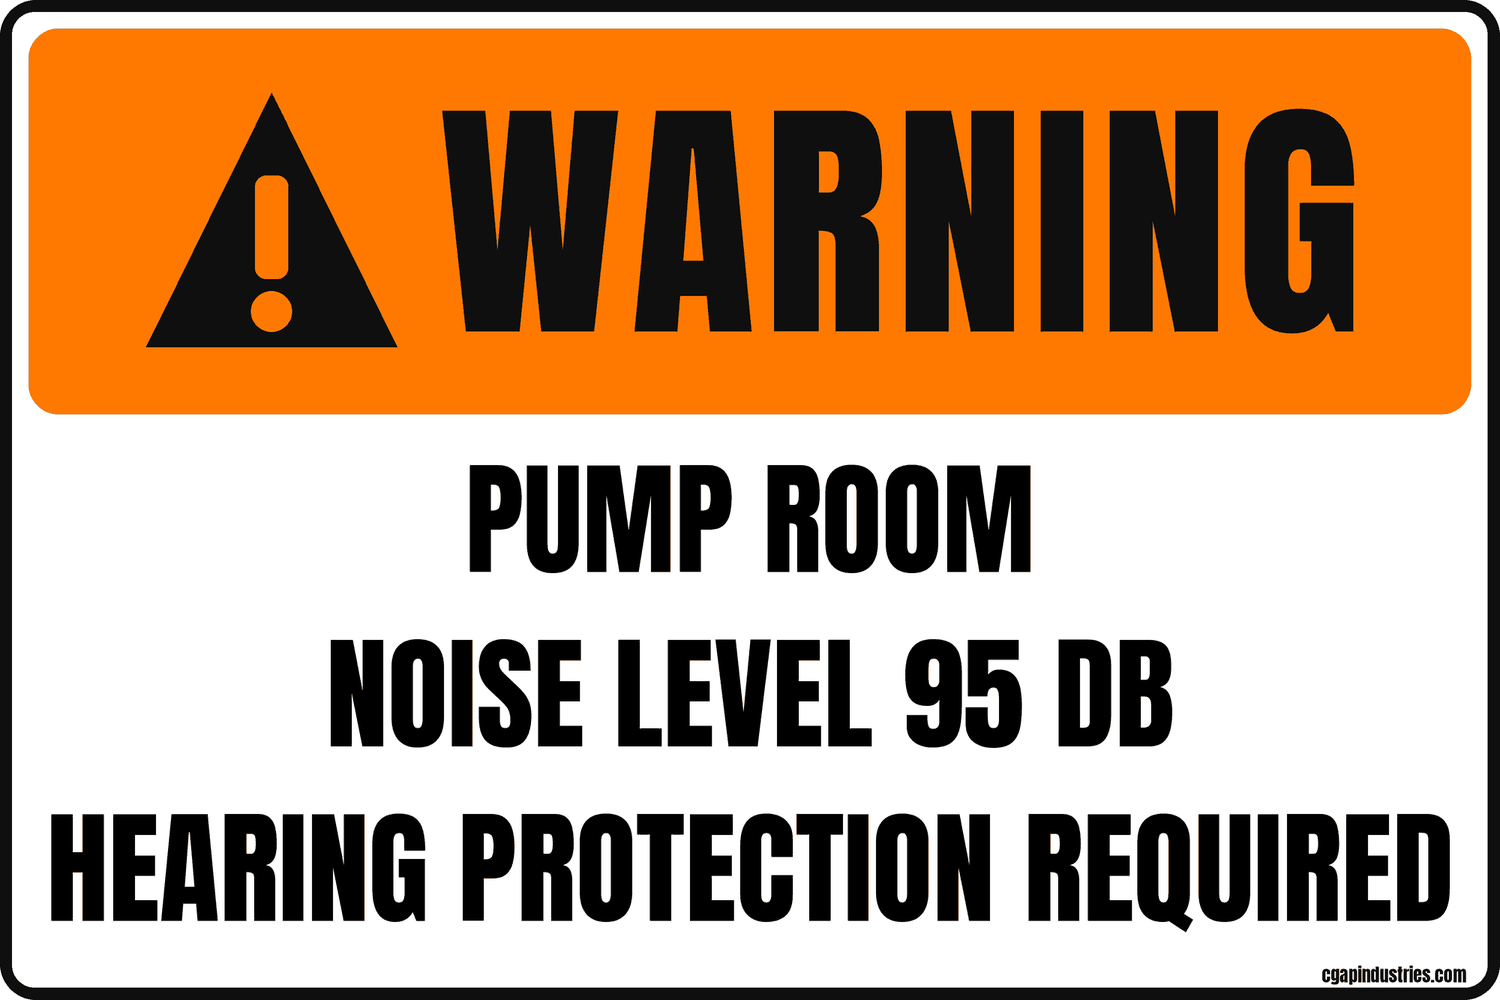 WARNING
PUMP ROOM
NOISE LEVEL 95 DB
HEARING PROTECTION REQUIRED
cgapindustries.com